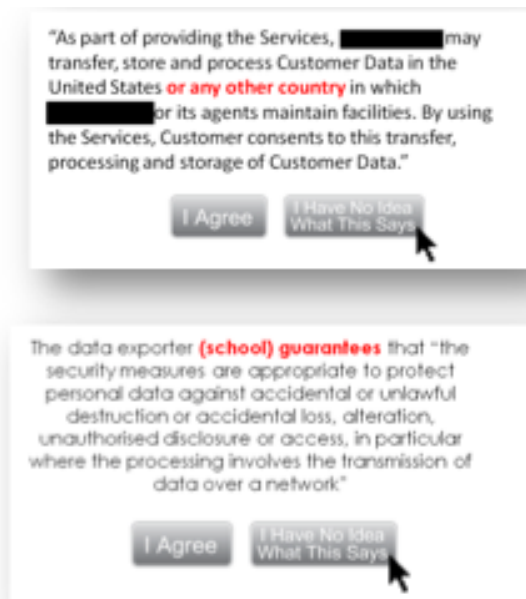 "As part of providing the Services, may
transfer, store and process Customer Data in the
United States or any other country in which
or its agents maintain facilities. By using
the Services, Customer consents to this transfer,
processing and storage of Customer Data."
I Agree
I Have No Idea
What This Says
The data exporter (school) guarantees that "the
security measures are appropriate to protect
personal data against accidental or unlawful
destruction or accidental loss, alteration,
unauthorised disclosure or access, in particular
where the processing involves the transmission of
data over a network"
I Agree
I Have No Idea
What This Says